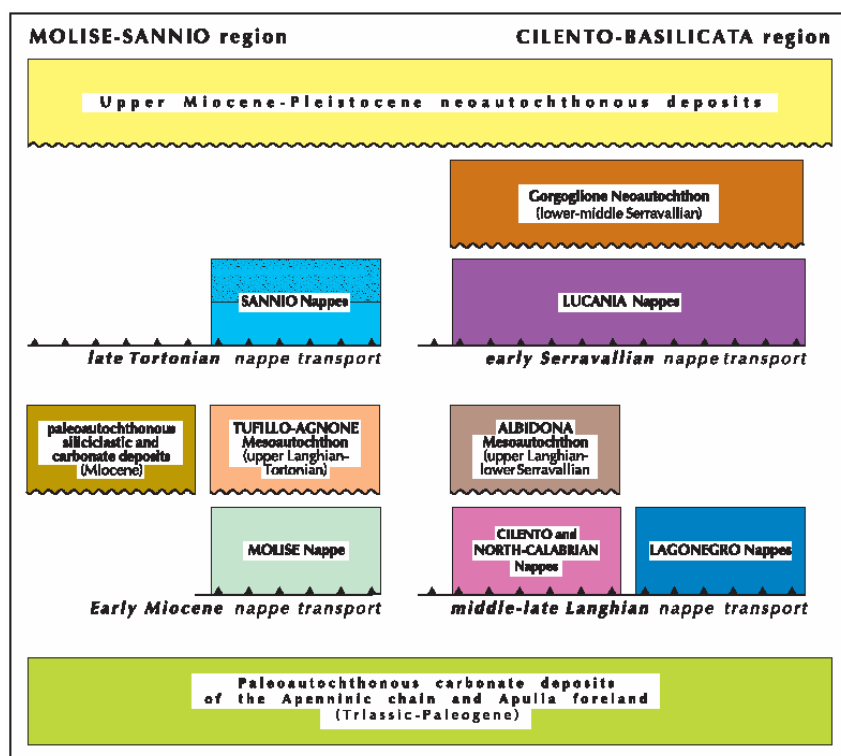 MOLISE-SANNIO region
CILENTO-BASILICATA region
Upper Miocene-Pleistocene neoautochthonous deposits
Gorgoglione Neoautochthon
(lower-middle Serravallian)
SANNIO Nappes
LUCANIA Nappes
late Tortonian nappe transport
early Serravallian nappe transport
paleoautochthonous
siliciclastic and
carbonate deposits
(Miocene)
TUFILLO-AGNONE
Mesoautochthon
(upper Langhian-
Tortonian)
ALBIDONA
Mesoautochthon
(upper Langhian-
lower Serravallian
MOLISE Nappe
CILENTO and
NORTH-CALABRIAN
Nappes
LAGONEGRO Nappes
Early Miocene nappe transport
middle-late Langhian nappe transport
Paleoautochthonous carbonate deposits
of the Apenninic chain and Apulia foreland
(Triassic-Paleogene)